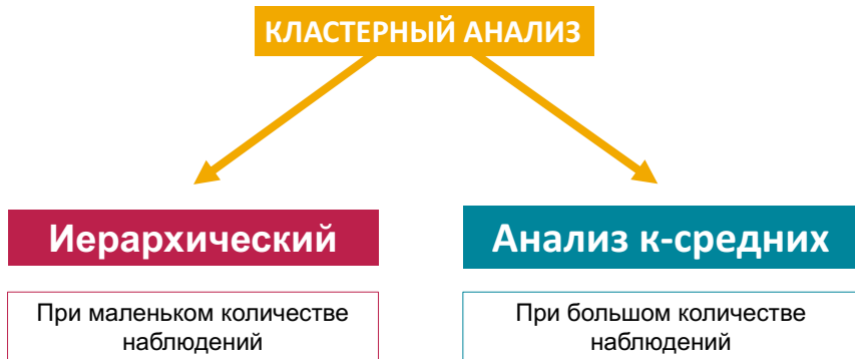 КЛАСТЕРНЫЙ АНАЛИЗ
Иерархический
Анализ к-средних
При маленьком количестве
наблюдений
При большом количестве
наблюдений